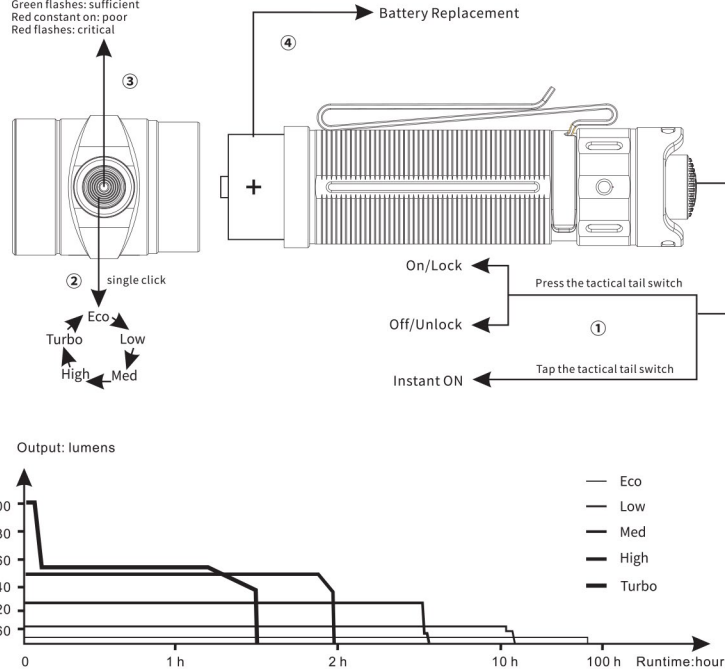 Green flashes: sufficient
Red constant on: poor
Red flashes: critical
Battery Replacement
④
③
+
②
single click
Eco
Low
Med
High
Turbo
On/Lock
Press the tactical tail switch
Off/Unlock
①
Instant ON
Tap the tactical tail switch
Output: lumens
Eco
Low
Med
High
Turbo
0
1 h
2 h
10 h
100 h
Runtime:hour